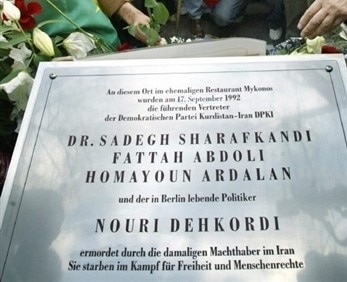 An diesem Ort im ehemaligen Restaurant Mykonos
wurden am 17. September 1992
die führenden Vertreter
der Demokratischen Partei Kurdistan-Iran DPKI
DR. SADEGH SHARAFKANDI
FATTAH ABDOLI
HOMAYOUN ARDALAN
und der in Berlin lebende Politiker
NOURI DEHKORDI
ermordet durch die damaligen Machthaber im Iran
Sie starben im Kampf für Freiheit und Menschenrechte